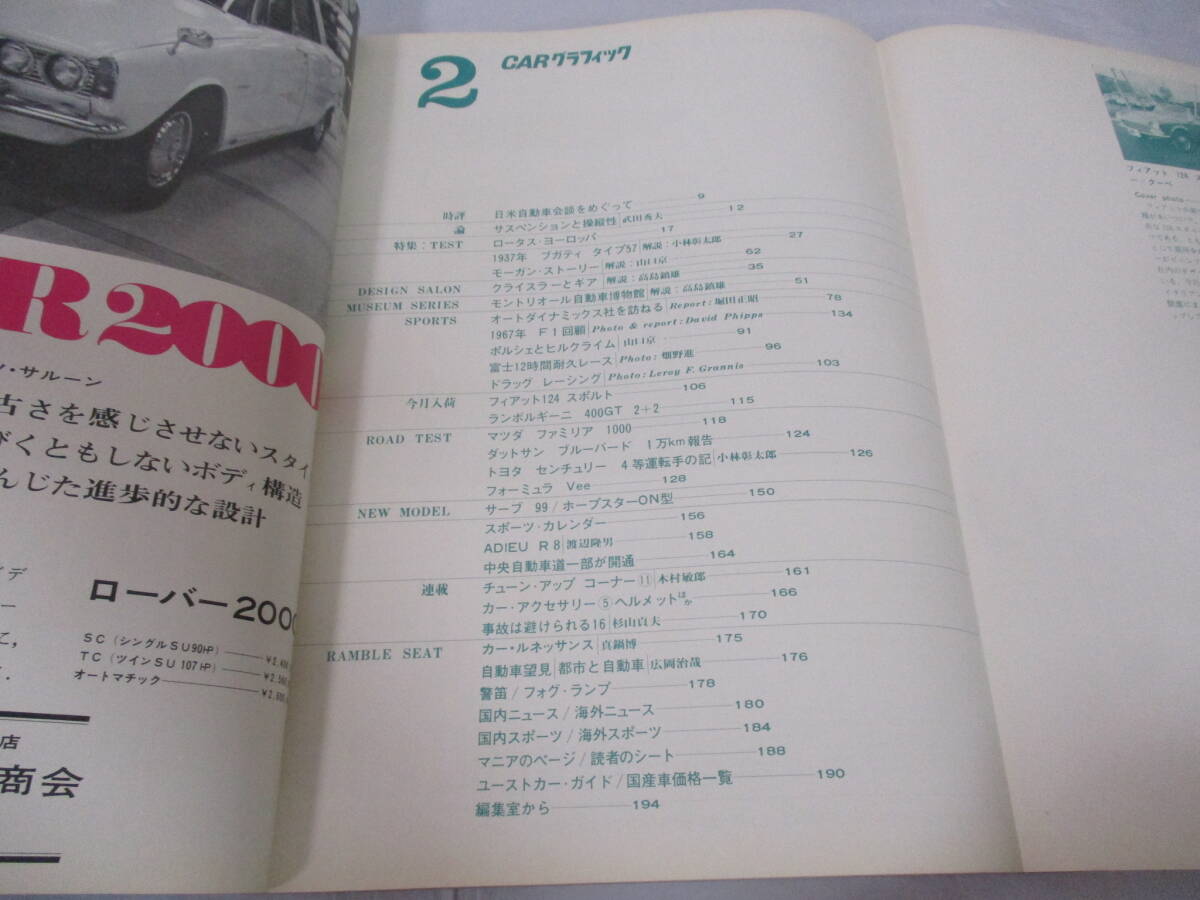 R2000
ン・サルーン
古さを感じさせないスタイ
びくともしないボディ構造
んじた進歩的な設計
ローバー2000
SC（シングルSU90HP）
TC（ツインSU 107HP）
オートマチック
店
商会
2 CARグラフィック
時評 日米自動車会談をめぐって 9
論 サスペンションと操縦性 武田秀夫 12
特集：TEST ロータス・ヨーロッパ 17
1937年 ブガティ タイプ57 解説：小林彰太郎 27
モーガン・ストーリー 解説：山口京一 62
DESIGN SALON クライスラーとギア 解説：高島鎮雄 35
MUSEUM SERIES モントリオール自動車博物館 解説：高島鎮雄 51
SPORTS オートダイナミックス社を訪ねる Report：堀田正昭 78
1967年 F1回顧 Photo & report：David Phipps 134
ポルシェとヒルクライム 山口京一 91
富士12時間耐久レース Photo：畑野進 96
ドラッグ レーシング Photo：Leroy F. Grannis 103
今月入荷 フィアット124 スポルト 106
ランボルギーニ 400GT 2+2 115
ROAD TEST マツダ ファミリア 1000 118
ダットサン ブルーバード 1万km報告 124
トヨタ センチュリー 4等運転手の記 小林彰太郎 126
フォーミュラ Vee 128
NEW MODEL サーブ 99／ホープスターON型 150
スポーツ・カレンダー 156
ADIEU R8 渡辺隆男 158
中央自動車道一部が開通 164
連載 チューン・アップ コーナー⑪ 木村敏郎 161
カー・アクセサリー⑤ヘルメットほか 166
事故は避けられる16 杉山貞夫 170
RAMBLE SEAT カー・ルネッサンス 真鍋博 175
自動車望見 都市と自動車 広岡治哉 176
警笛／フォグ・ランプ 178
国内ニュース／海外ニュース 180
国内スポーツ／海外スポーツ 184
マニアのページ／読者のシート 188
ユーストカー・ガイド／国産車価格一覧 190
編集室から 194
フィアット 124
ー・クーペ
Cover photo